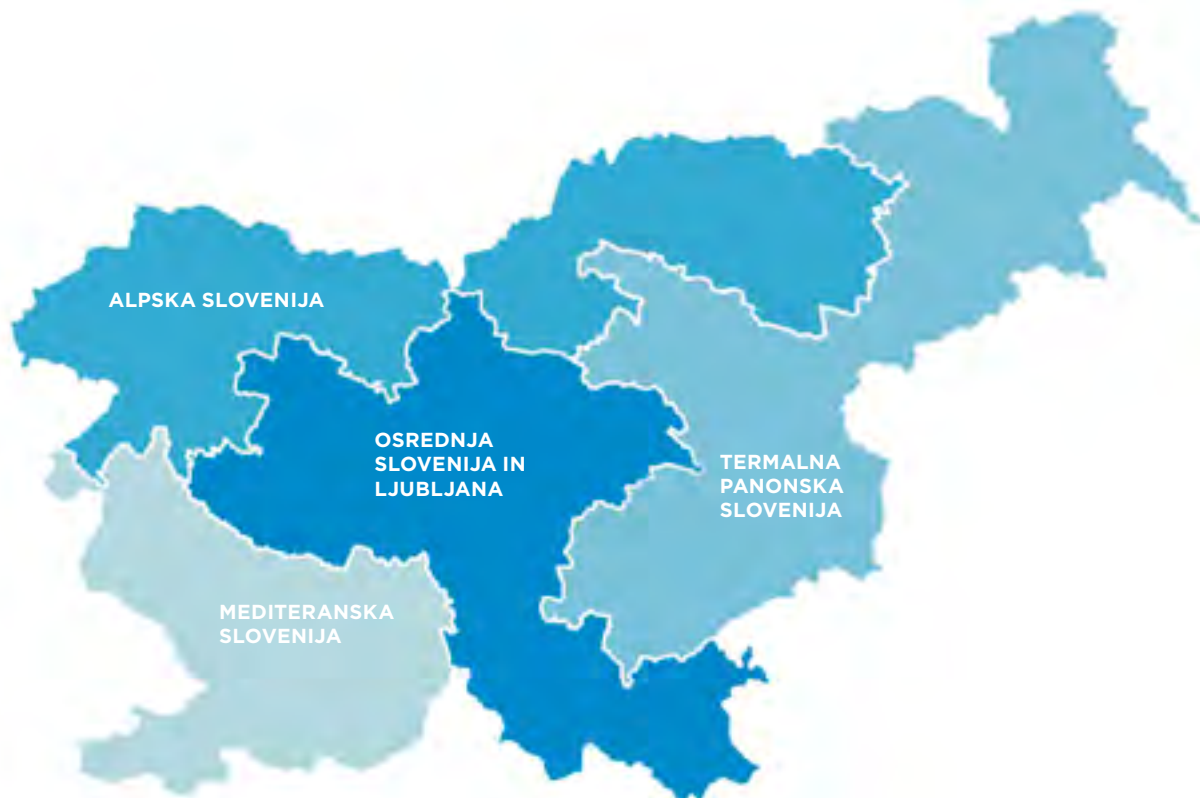 ALPSKA SLOVENIJA
OSREDNJA
SLOVENIJA IN
LJUBLJANA
TERMALNA
PANONSKA
SLOVENIJA
MEDITERANSKA
SLOVENIJA